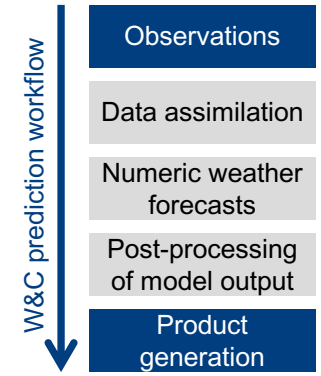 W&C prediction workflow
Observations
Data assimilation
Numeric weather
forecasts
Post-processing
of model output
Product
generation